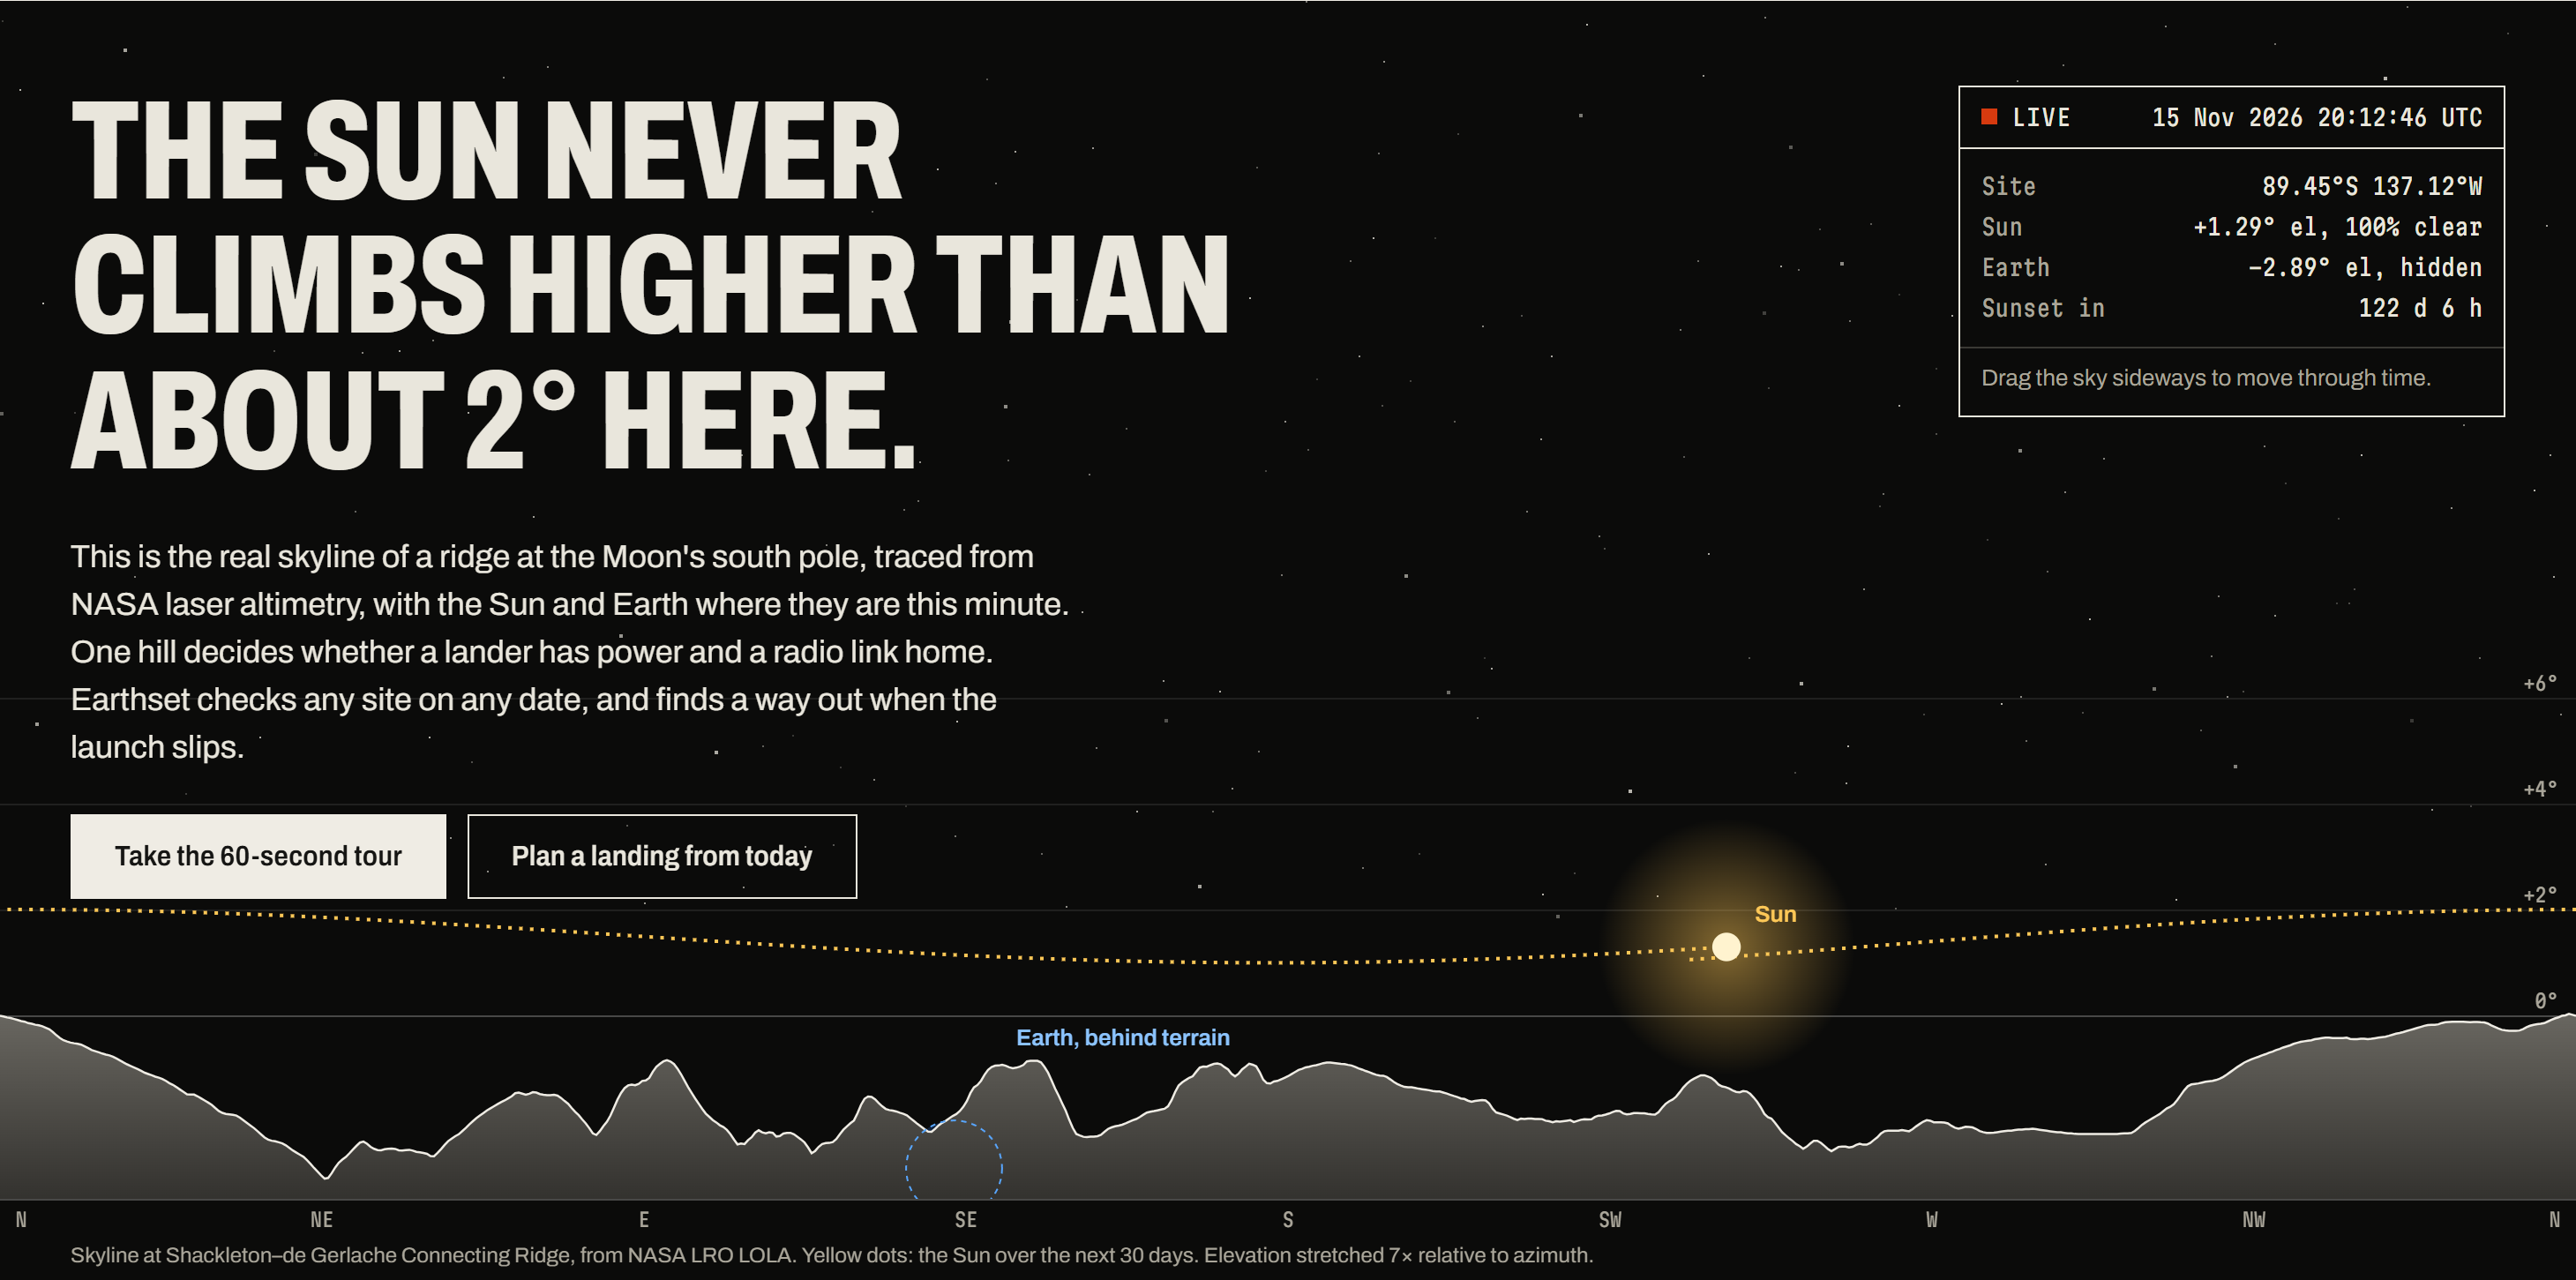 THE SUN NEVER
CLIMBS HIGHER THAN
ABOUT 2° HERE.
This is the real skyline of a ridge at the Moon's south pole, traced from
NASA laser altimetry, with the Sun and Earth where they are this minute.
One hill decides whether a lander has power and a radio link home.
Earthset checks any site on any date, and finds a way out when the
launch slips.
Take the 60-second tour
Plan a landing from today
LIVE 15 Nov 2026 20:12:46 UTC
Site 89.45°S 137.12°W
Sun +1.29° el, 100% clear
Earth −2.89° el, hidden
Sunset in 122 d 6 h
Drag the sky sideways to move through time.
+6°
+4°
+2°
Sun
0°
Earth, behind terrain
N NE E SE S SW W NW N
Skyline at Shackleton–de Gerlache Connecting Ridge, from NASA LRO LOLA. Yellow dots: the Sun over the next 30 days. Elevation stretched 7× relative to azimuth.